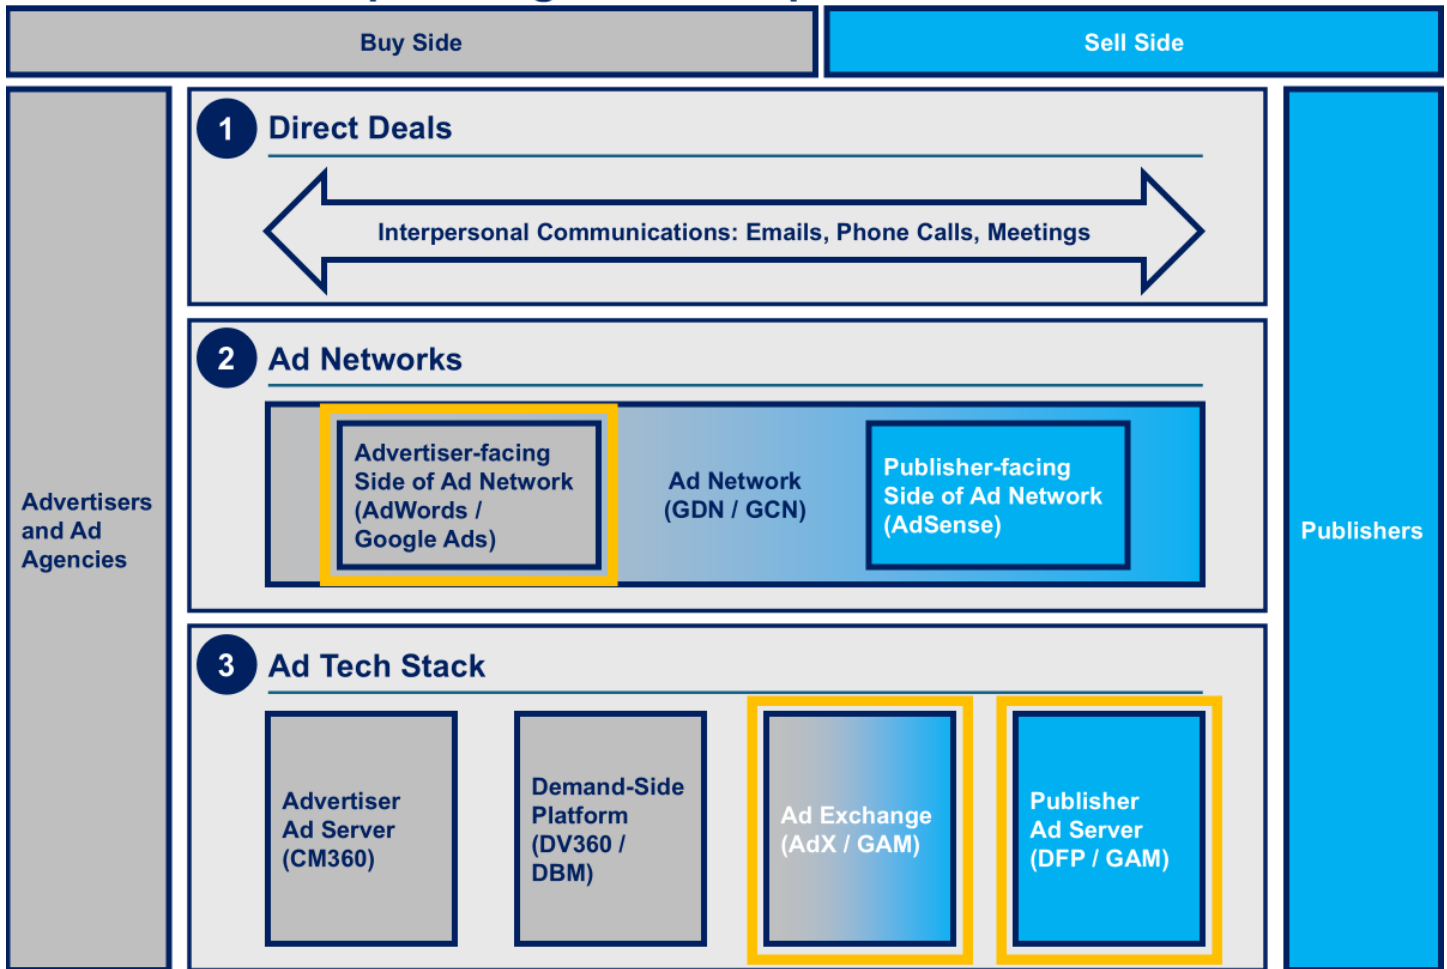 Buy Side
Sell Side
1
Direct Deals
Interpersonal Communications: Emails, Phone Calls, Meetings
2
Ad Networks
Advertiser-facing
Side of Ad Network
(AdWords /
Google Ads)
Ad Network
(GDN / GCN)
Publisher-facing
Side of Ad Network
(AdSense)
Advertisers
and Ad
Agencies
Publishers
3
Ad Tech Stack
Advertiser
Ad Server
(CM360)
Demand-Side
Platform
(DV360 /
DBM)
Ad Exchange
(AdX / GAM)
Publisher
Ad Server
(DFP / GAM)